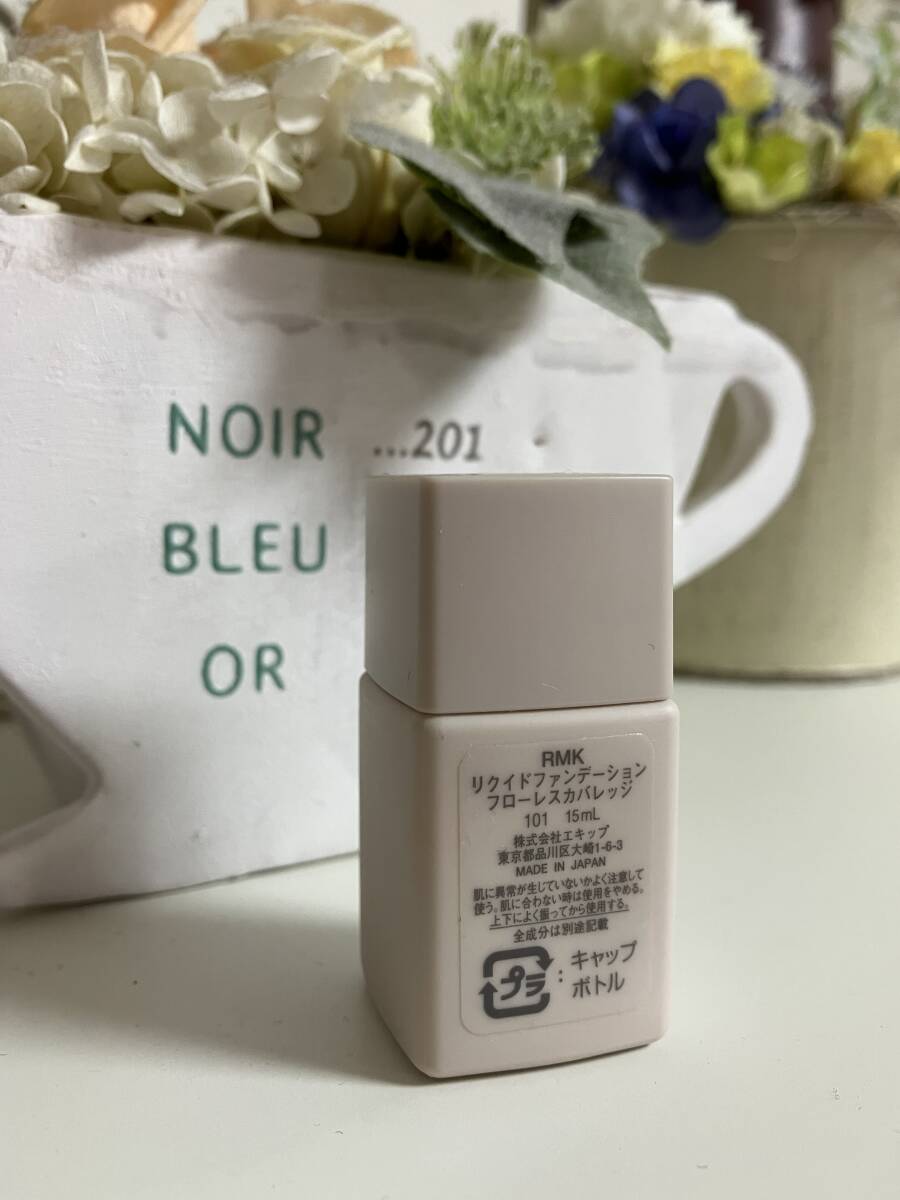 NOIR ...201
BLEU
OR
RMK
リクイドファンデーション
フローレスカバレッジ
101 15mL
株式会社エキップ
東京都品川区大崎1-6-3
MADE IN JAPAN
肌に異常が生じていないかよく注意して
使う。肌に合わない時は使用をやめる。
上下によく振ってから使用する。
全成分は別途記載
プラ : キャップ
ボトル